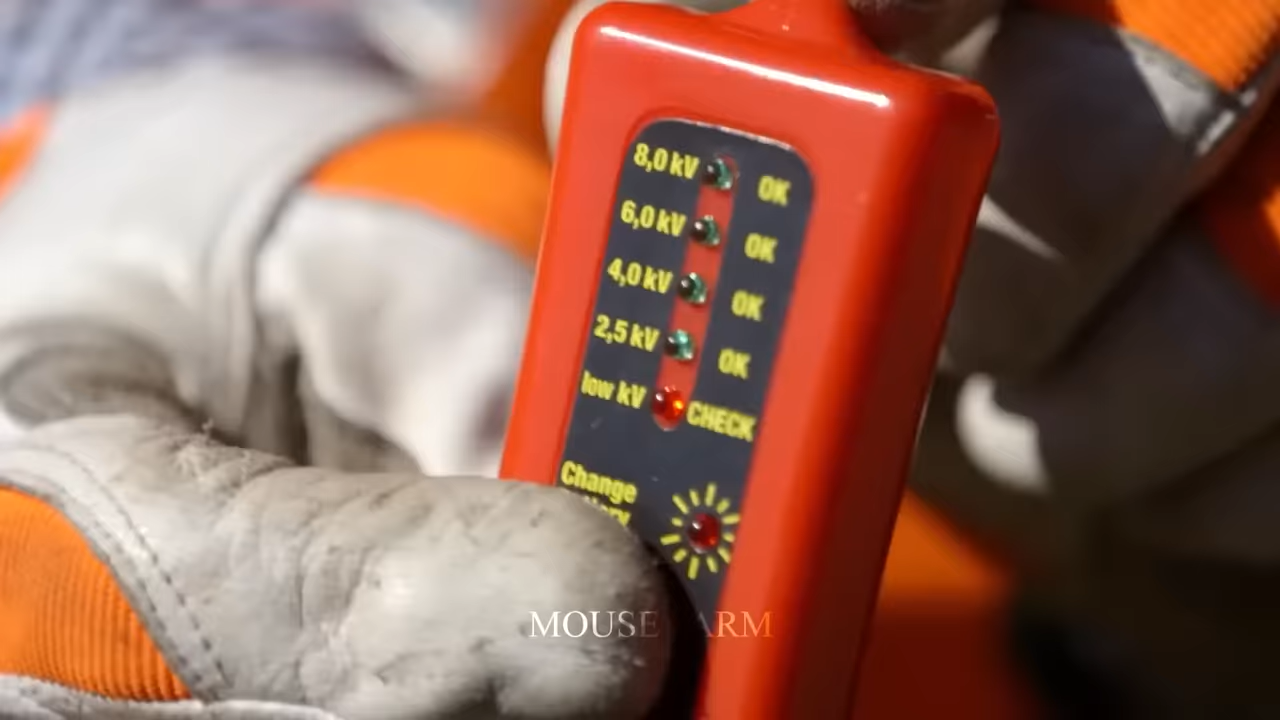 8,0 kV OK
6,0 kV OK
4,0 kV OK
2,5 kV OK
low kV CHECK
Change
MOUSE ARM